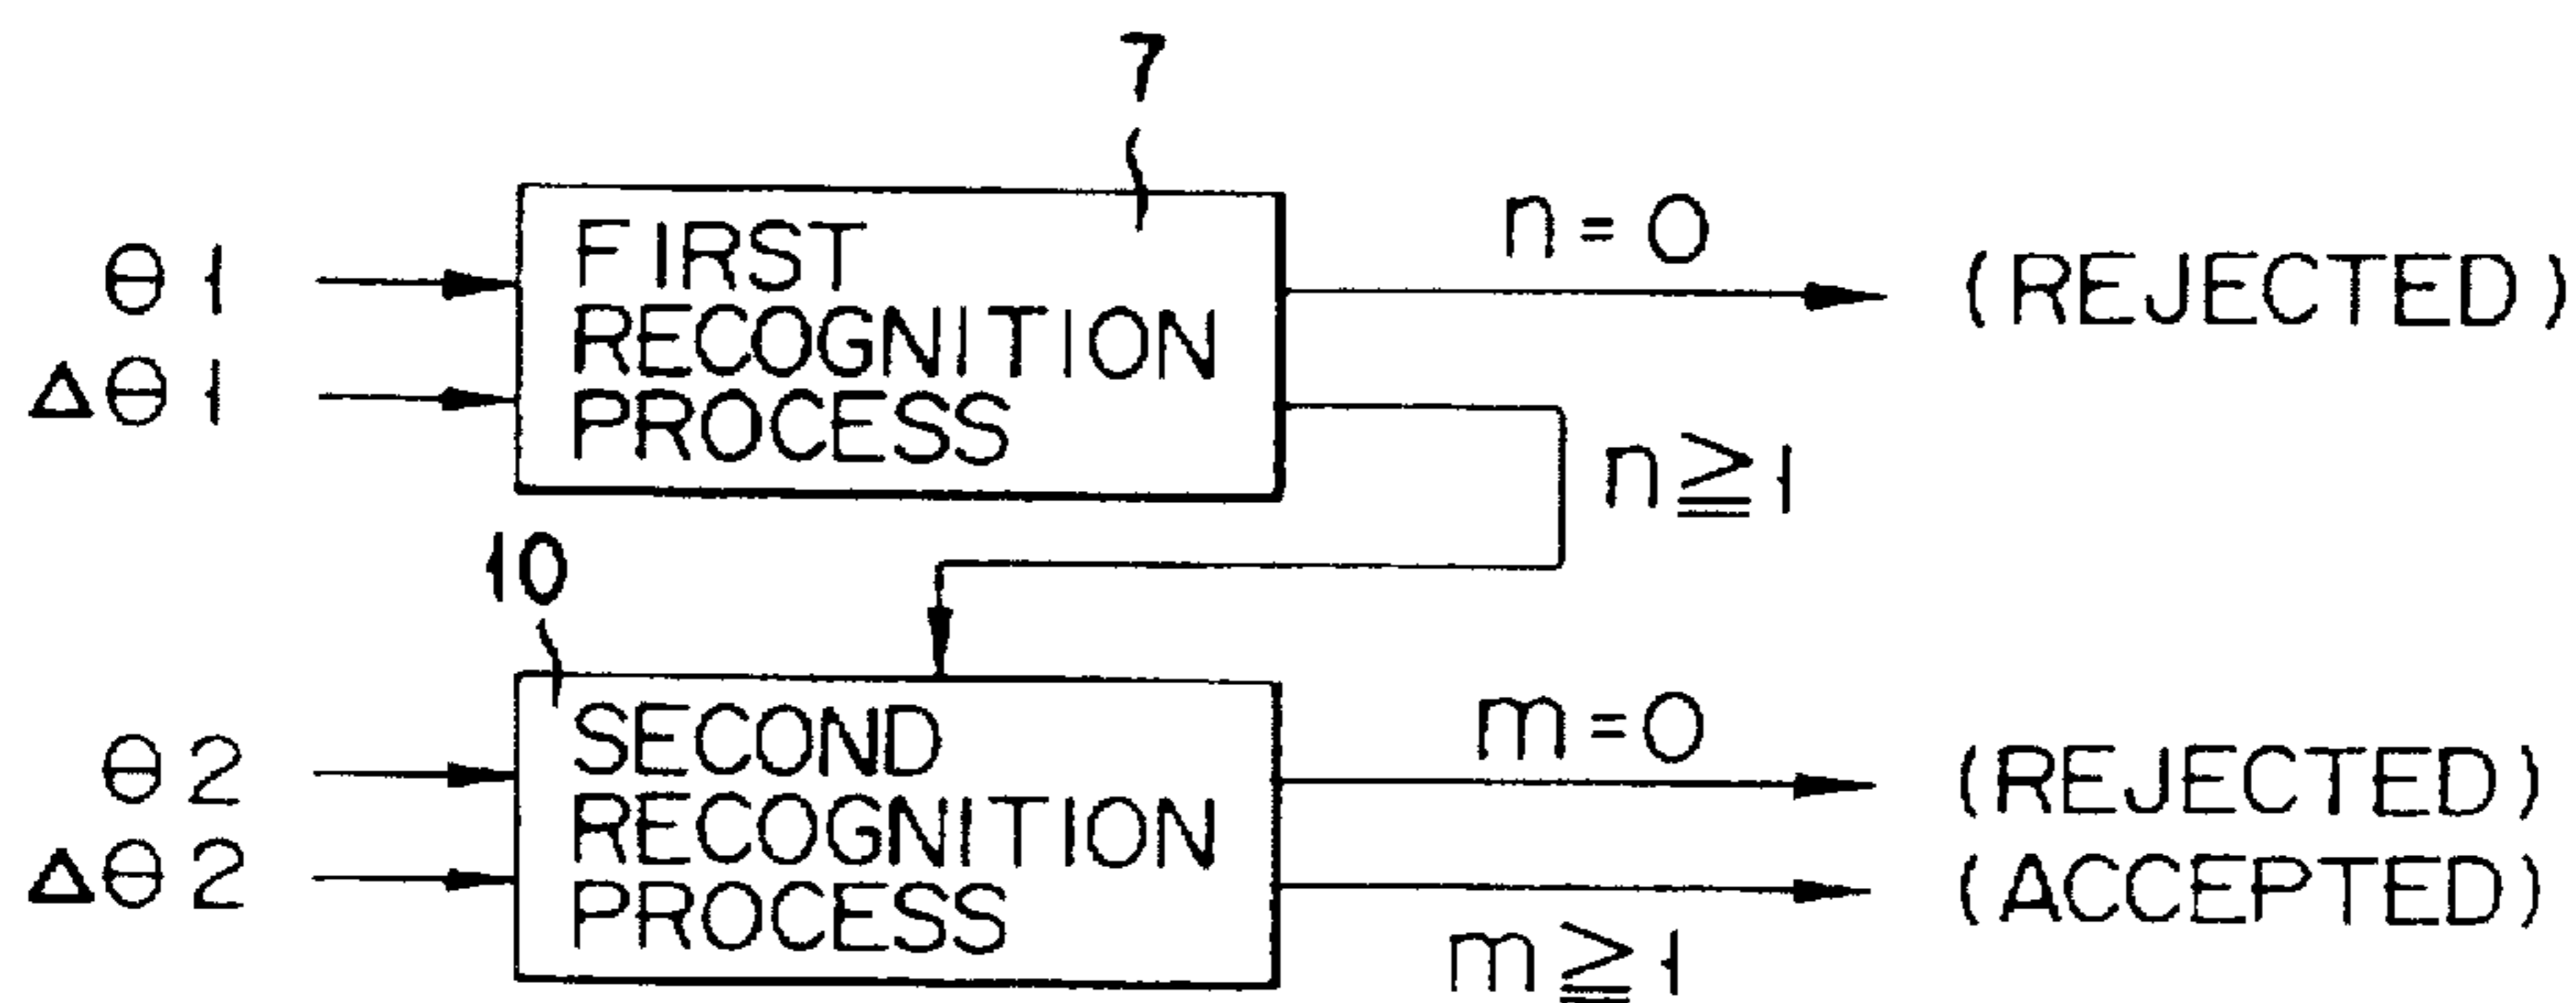 7
FIRST
RECOGNITION
PROCESS
θ1
Δθ1
n=0
(REJECTED)
n≧1
10
SECOND
RECOGNITION
PROCESS
θ2
Δθ2
m=0
(REJECTED)
(ACCEPTED)
m≧1